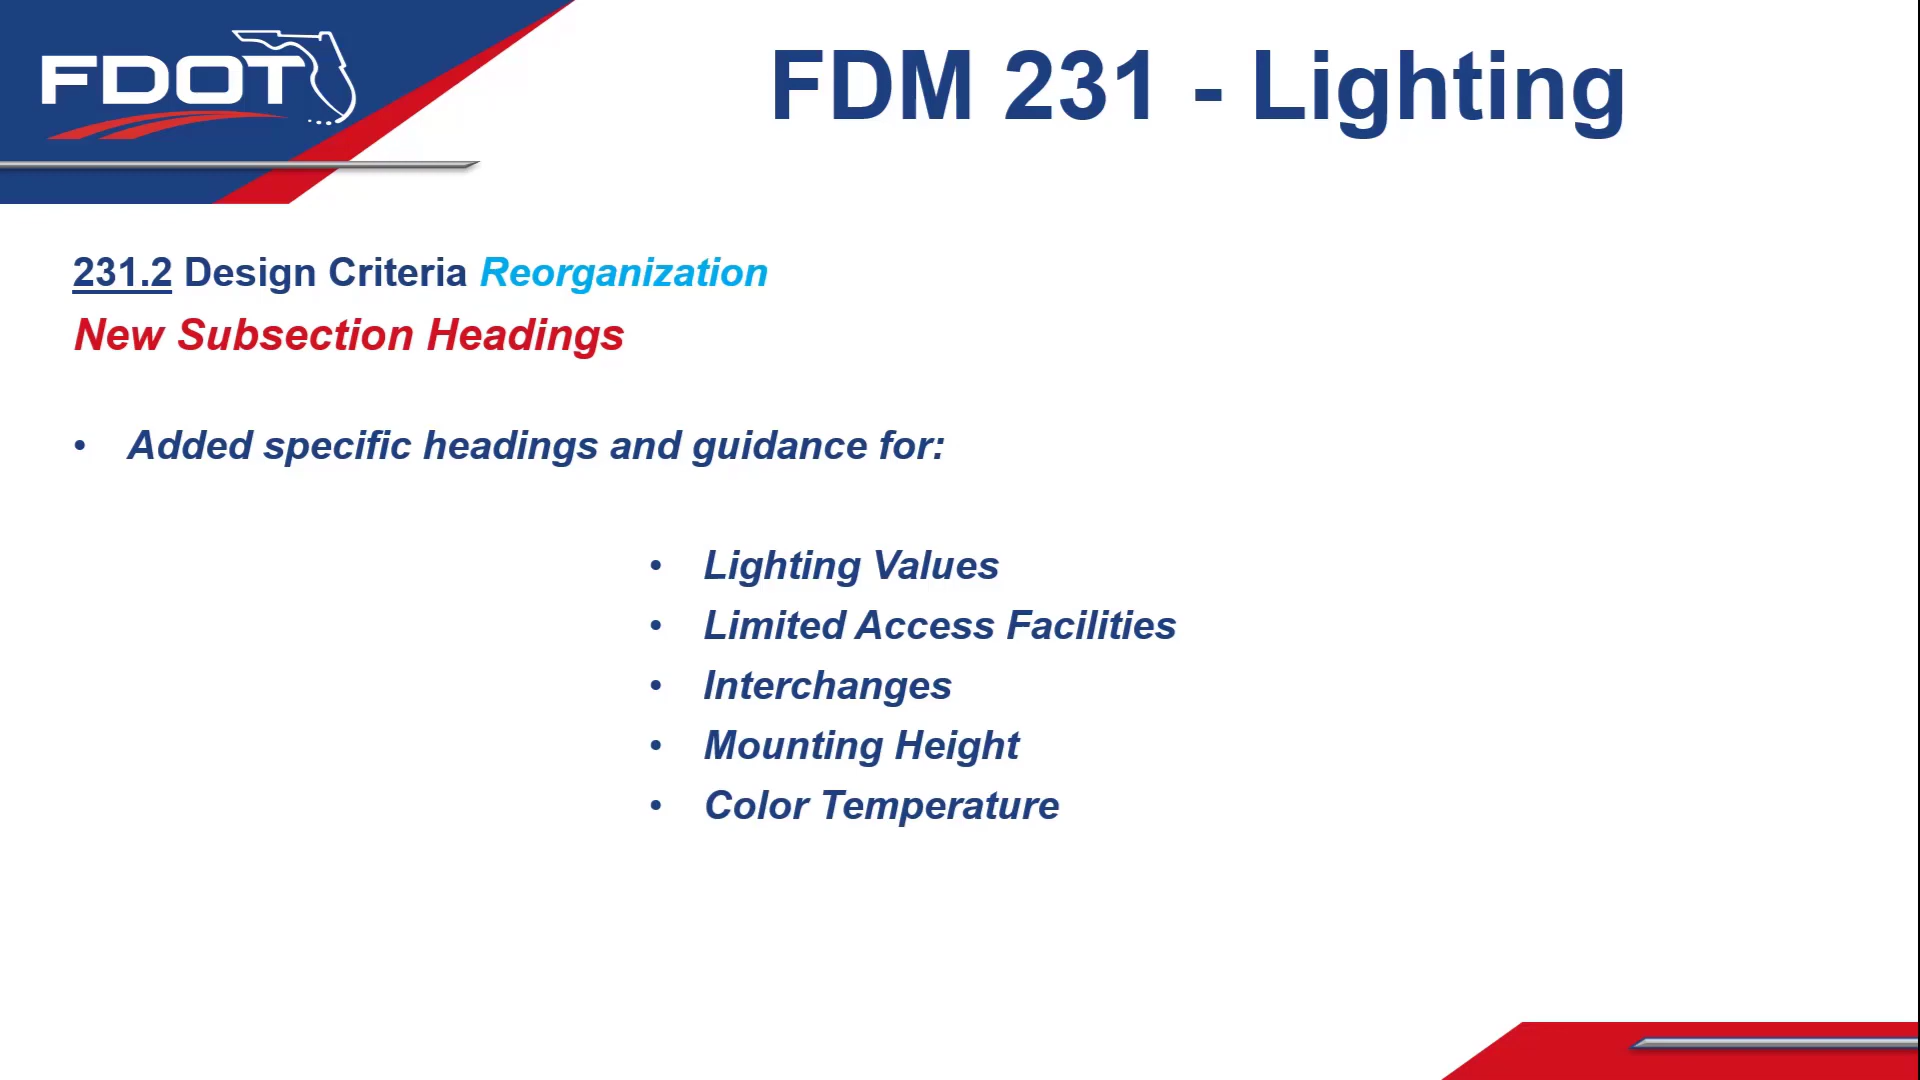 FDOT
FDM 231 - Lighting
231.2 Design Criteria Reorganization
New Subsection Headings
• Added specific headings and guidance for:
• Lighting Values
• Limited Access Facilities
• Interchanges
• Mounting Height
• Color Temperature